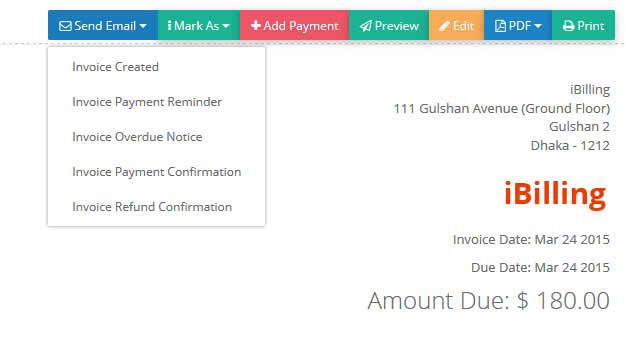 Send Email Mark As Add Payment Preview Edit PDF Print
Invoice Created
Invoice Payment Reminder
Invoice Overdue Notice
Invoice Payment Confirmation
Invoice Refund Confirmation
iBilling
111 Gulshan Avenue (Ground Floor)
Gulshan 2
Dhaka - 1212
iBilling
Invoice Date: Mar 24 2015
Due Date: Mar 24 2015
Amount Due: $ 180.00